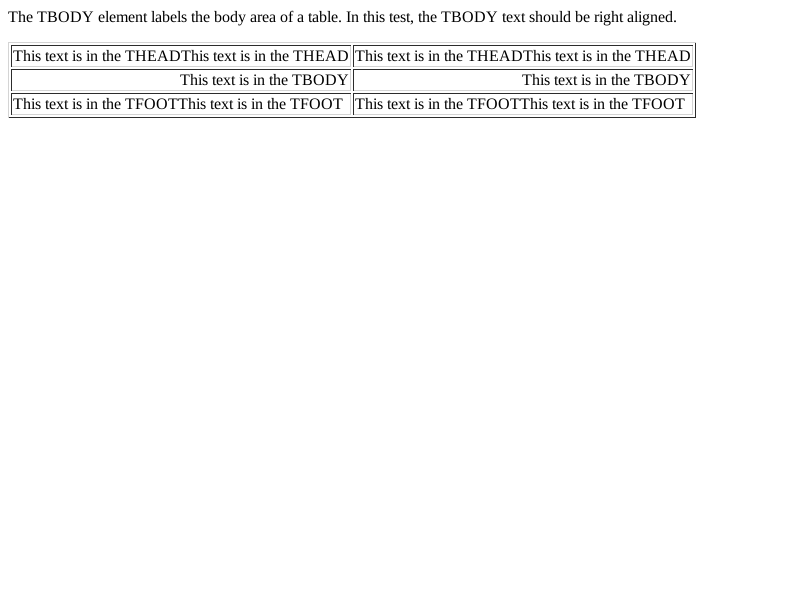 The TBODY element labels the body area of a table. In this test, the TBODY text should be right aligned.
This text is in the THEADThis text is in the THEAD This text is in the THEADThis text is in the THEAD
This text is in the TBODY This text is in the TBODY
This text is in the TFOOTThis text is in the TFOOT This text is in the TFOOTThis text is in the TFOOT